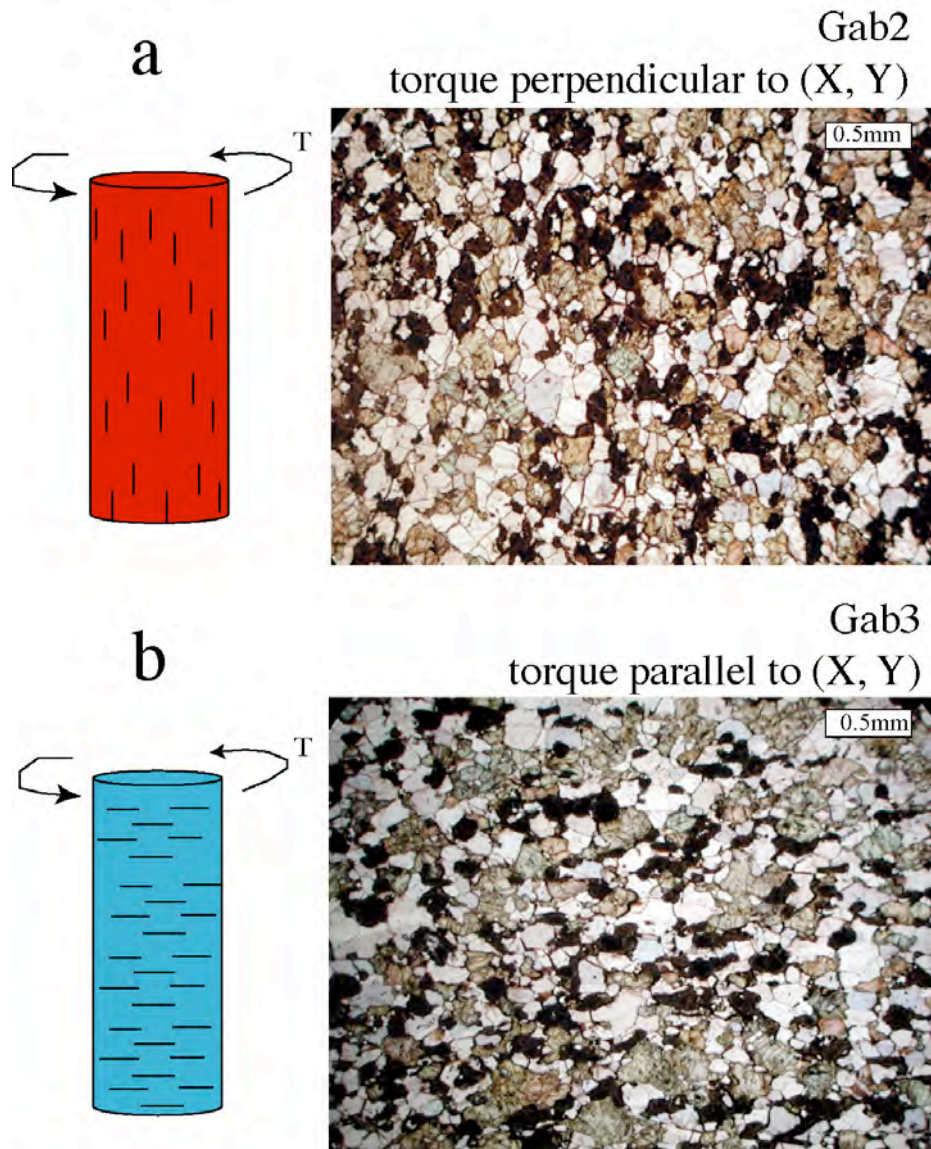 a
Gab2
torque perpendicular to (X, Y)
T
0.5mm
b
Gab3
torque parallel to (X, Y)
T
0.5mm